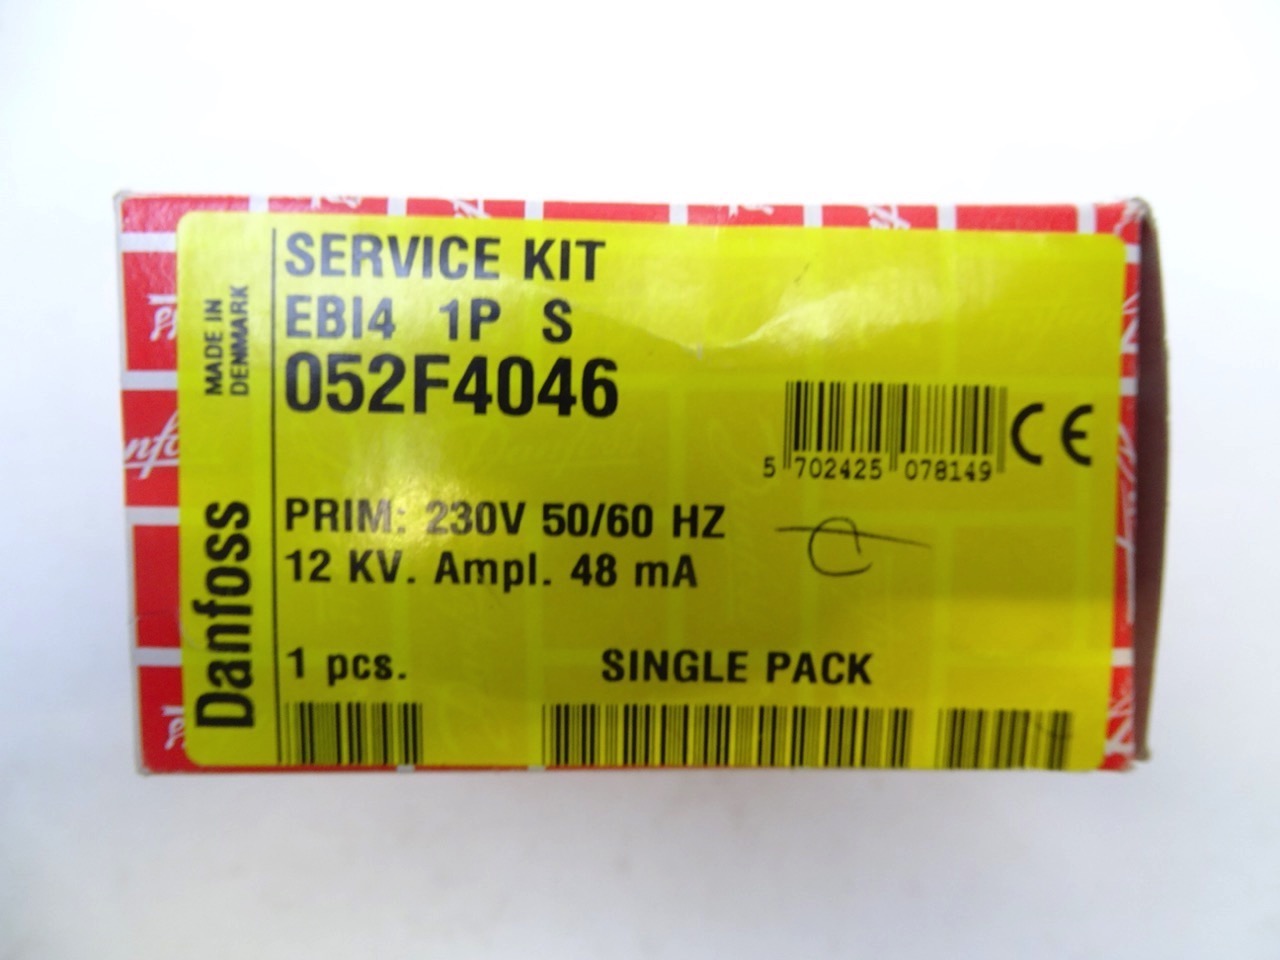 SERVICE KIT
EBI4 1P S
052F4046
MADE IN
DENMARK
5 702425 078149
CE
Danfoss
PRIM: 230V 50/60 HZ
12 KV. Ampl. 48 mA
1 pcs.
SINGLE PACK